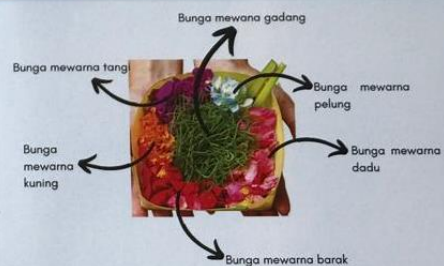 Bunga mewana gadang
Bunga mewarna tangi
Bunga mewarna
pelung
Bunga
mewarna
kuning
Bunga mewarna
dadu
Bunga mewarna barak